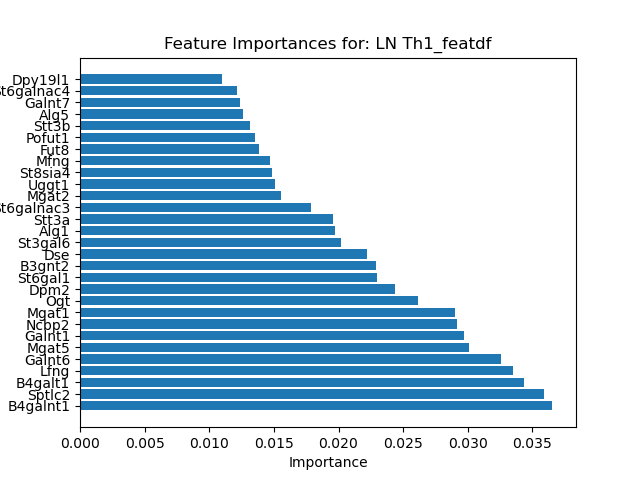 Feature Importances for: LN Th1_featdf
Dpy19l1
St6galnac4
Galnt7
Alg5
Stt3b
Pofut1
Fut8
Mfng
St8sia4
Uggt1
Mgat2
St6galnac3
Stt3a
Alg1
St3gal6
Dse
B3gnt2
St6gal1
Dpm2
Ogt
Mgat1
Ncbp2
Galnt1
Mgat5
Galnt6
Lfng
B4galt1
Sptlc2
B4galnt1
0.000 0.005 0.010 0.015 0.020 0.025 0.030 0.035
Importance